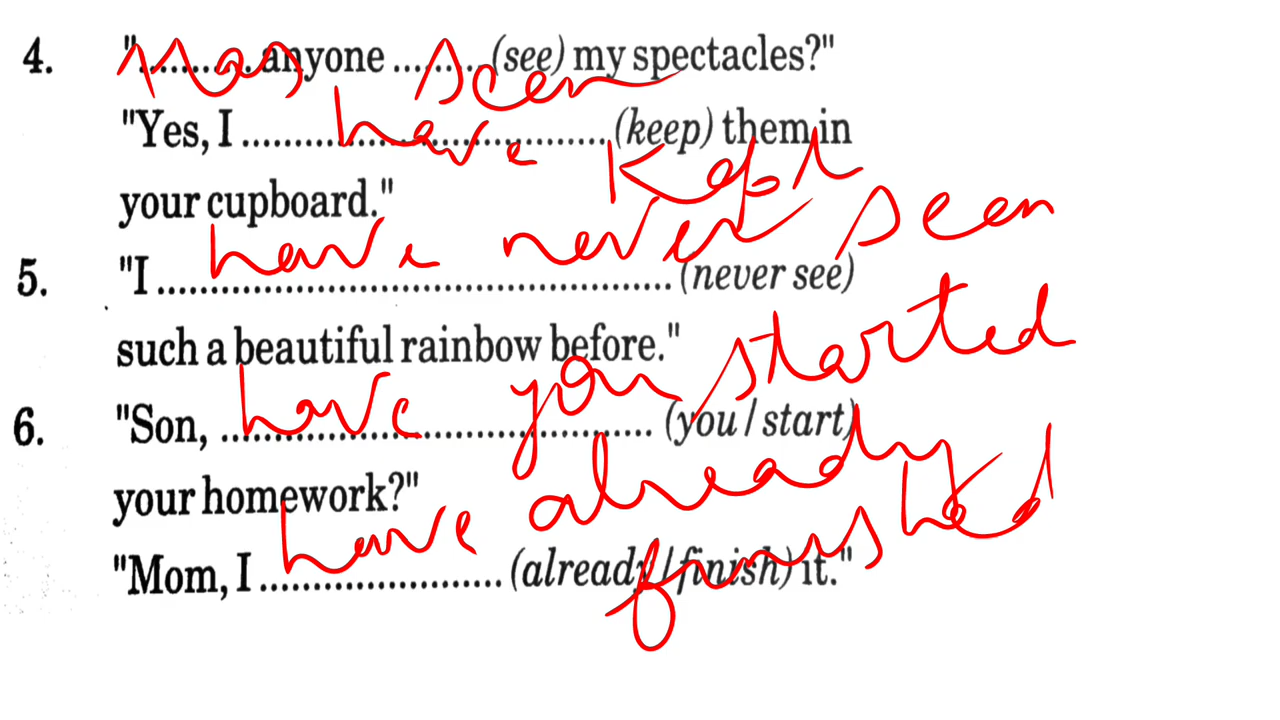 Has seen
4. "..........anyone .........(see) my spectacles?"
have kept
"Yes, I ................................... (keep) them in
your cupboard."
have never seen
5. "I................................................. (never see)
such a beautiful rainbow before."
have you started
6. "Son, ......................................... (you / start)
your homework?"
have already finished
"Mom, I ....................... (already / finish) it."